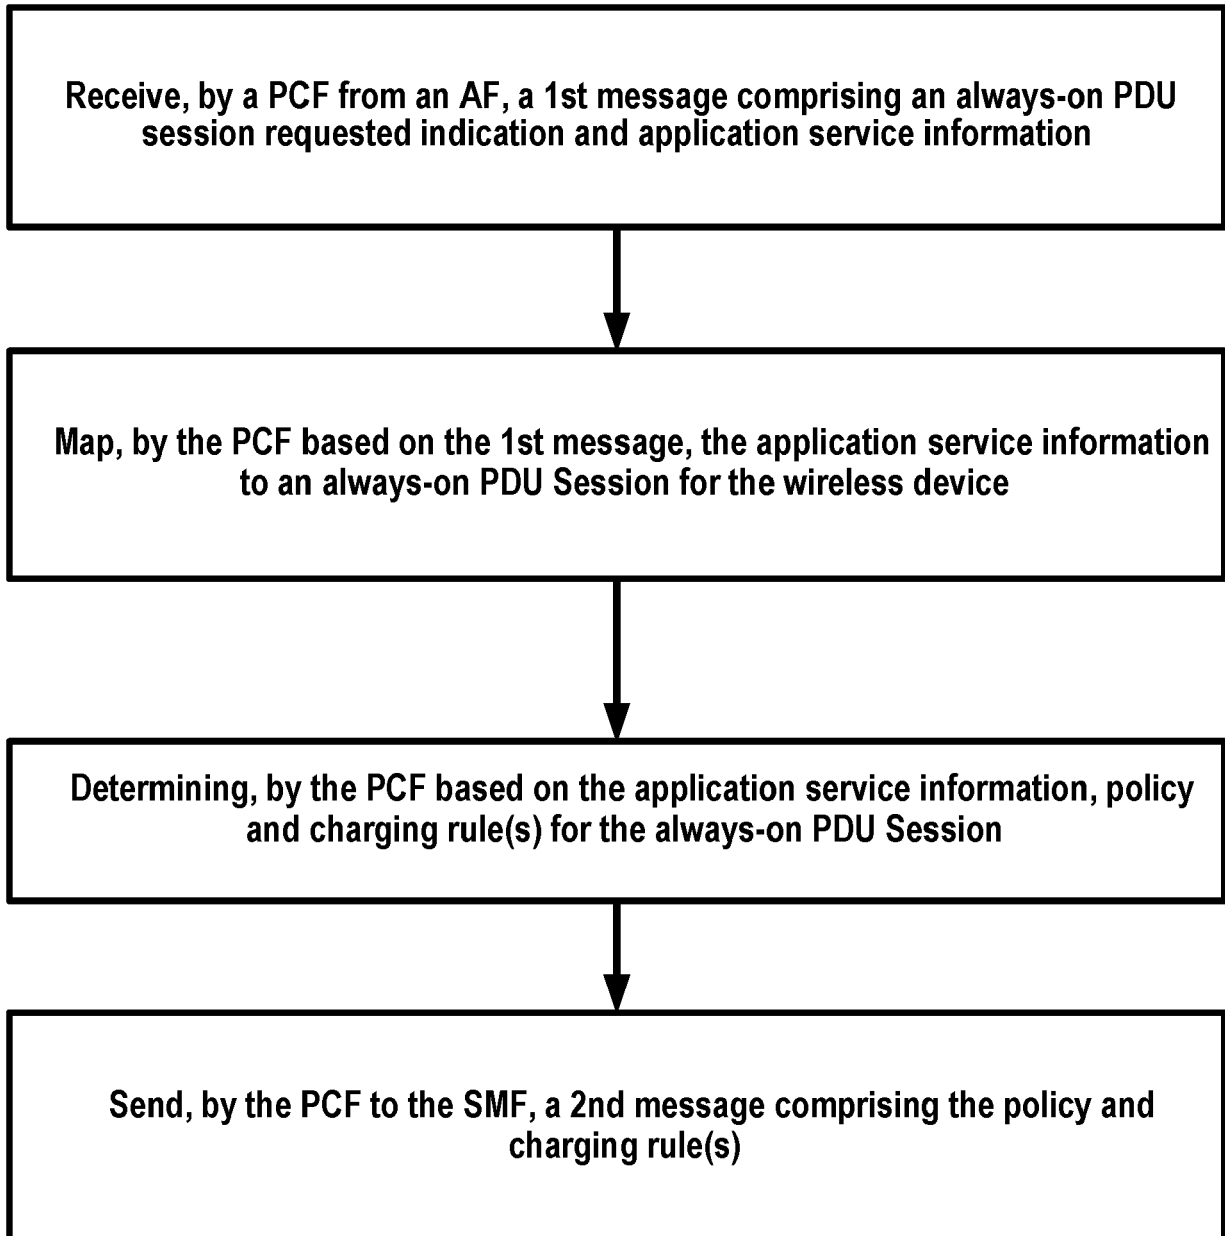 Receive, by a PCF from an AF, a 1st message comprising an always-on PDU
session requested indication and application service information
Map, by the PCF based on the 1st message, the application service information
to an always-on PDU Session for the wireless device
Determining, by the PCF based on the application service information, policy
and charging rule(s) for the always-on PDU Session
Send, by the PCF to the SMF, a 2nd message comprising the policy and
charging rule(s)